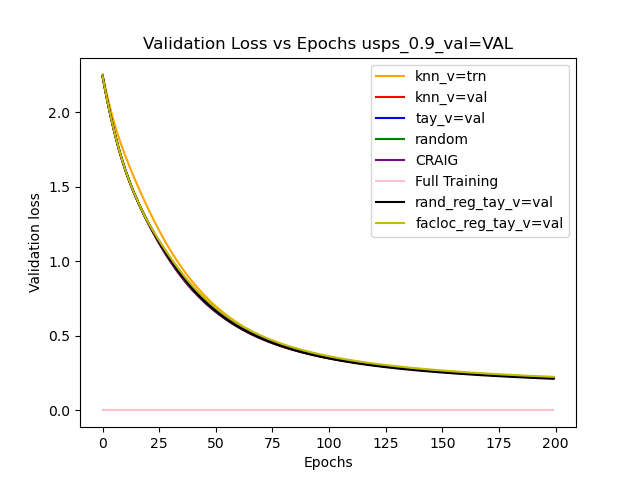 Validation Loss vs Epochs usps_0.9_val=VAL
knn_v=trn
knn_v=val
tay_v=val
random
CRAIG
Full Training
rand_reg_tay_v=val
facloc_reg_tay_v=val
Validation loss
2.0
1.5
1.0
0.5
0.0
0 25 50 75 100 125 150 175 200
Epochs